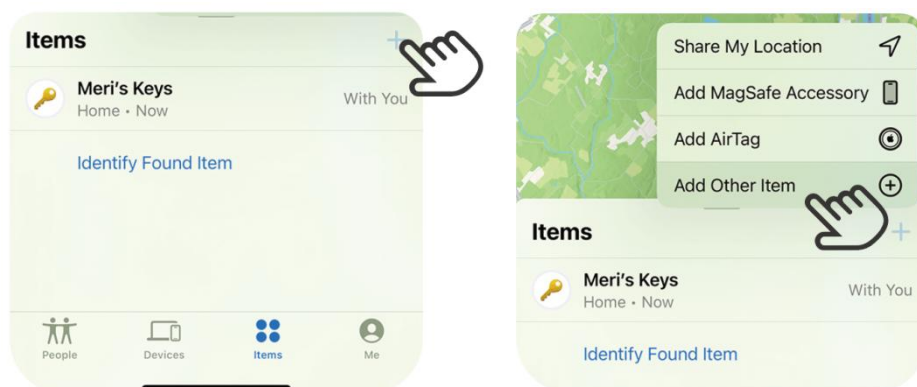 Items
Meri's Keys
Home • Now
With You
Identify Found Item
People
Devices
Items
Me
Share My Location
Add MagSafe Accessory
Add AirTag
Add Other Item
Items
Meri's Keys
Home • Now
With You
Identify Found Item